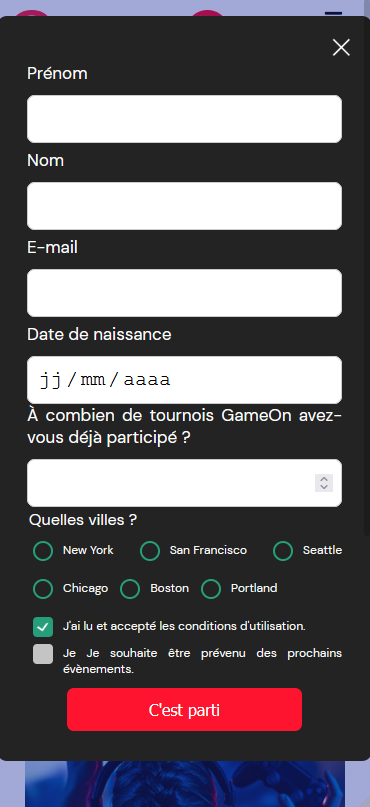 Prénom
Nom
E-mail
Date de naissance
jj/mm/aaaa
À combien de tournois GameOn avez-
vous déjà participé ?
Quelles villes ?
New York San Francisco Seattle
Chicago Boston Portland
J'ai lu et accepté les conditions d'utilisation.
Je Je souhaite être prévenu des prochains
évènements.
C'est parti